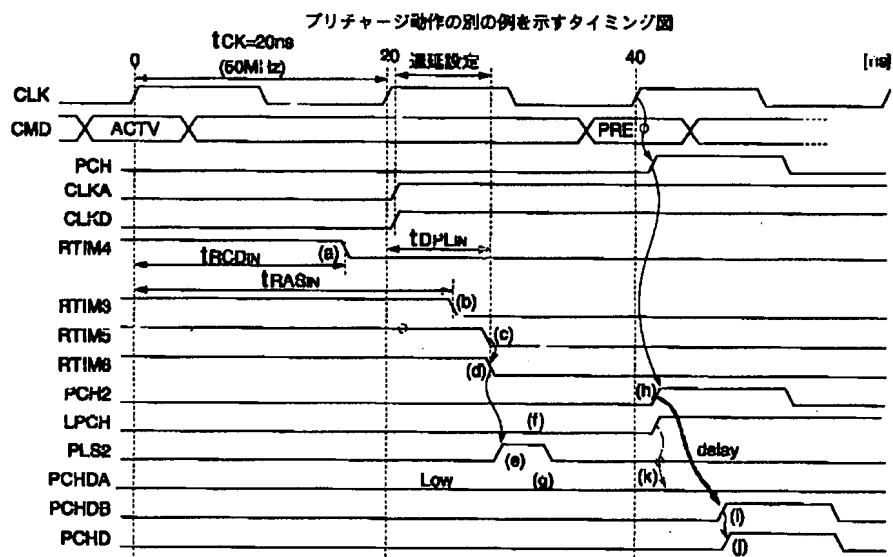 プリチャージ動作の別の例を示すタイミング図
tCK=20ns
0 20 遅延設定 40 [ns]
(50MHz)
CLK
CMD ACTV PRE
PCH
CLKA
CLKD
tDPLIN
RTIM4 (a)
tRCDIN
tRASIN
RTIM3 (b)
RTIM5 (c)
RTIM6 (d)
PCH2 (h)
LPCH (f)
PLS2 (e) delay
PCHDA Low (g) (k)
PCHDB (i)
PCHD (j)